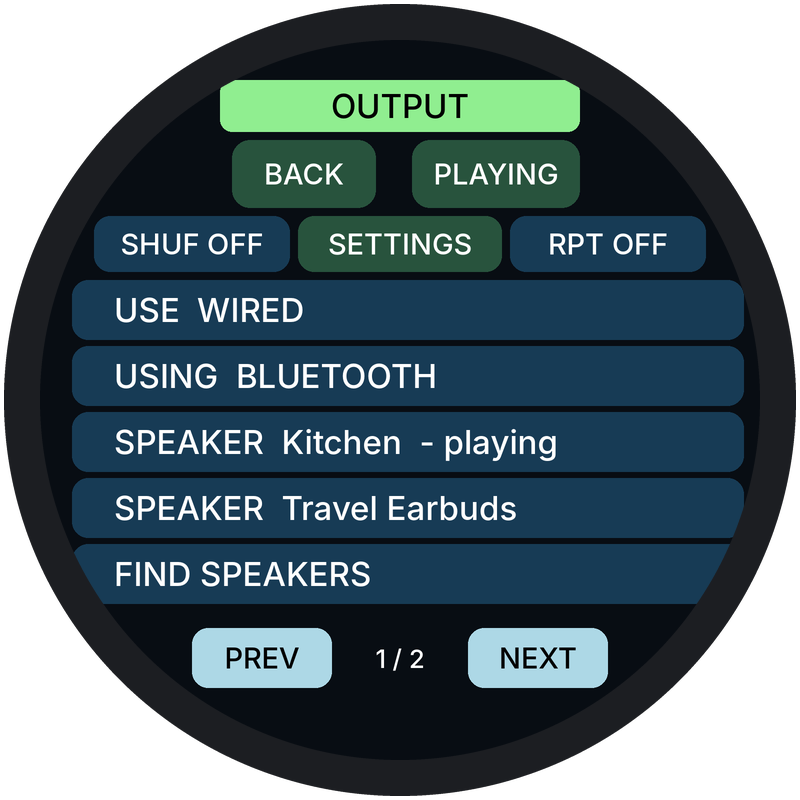 OUTPUT
BACK PLAYING
SHUF OFF SETTINGS RPT OFF
USE WIRED
USING BLUETOOTH
SPEAKER Kitchen - playing
SPEAKER Travel Earbuds
FIND SPEAKERS
PREV 1 / 2 NEXT